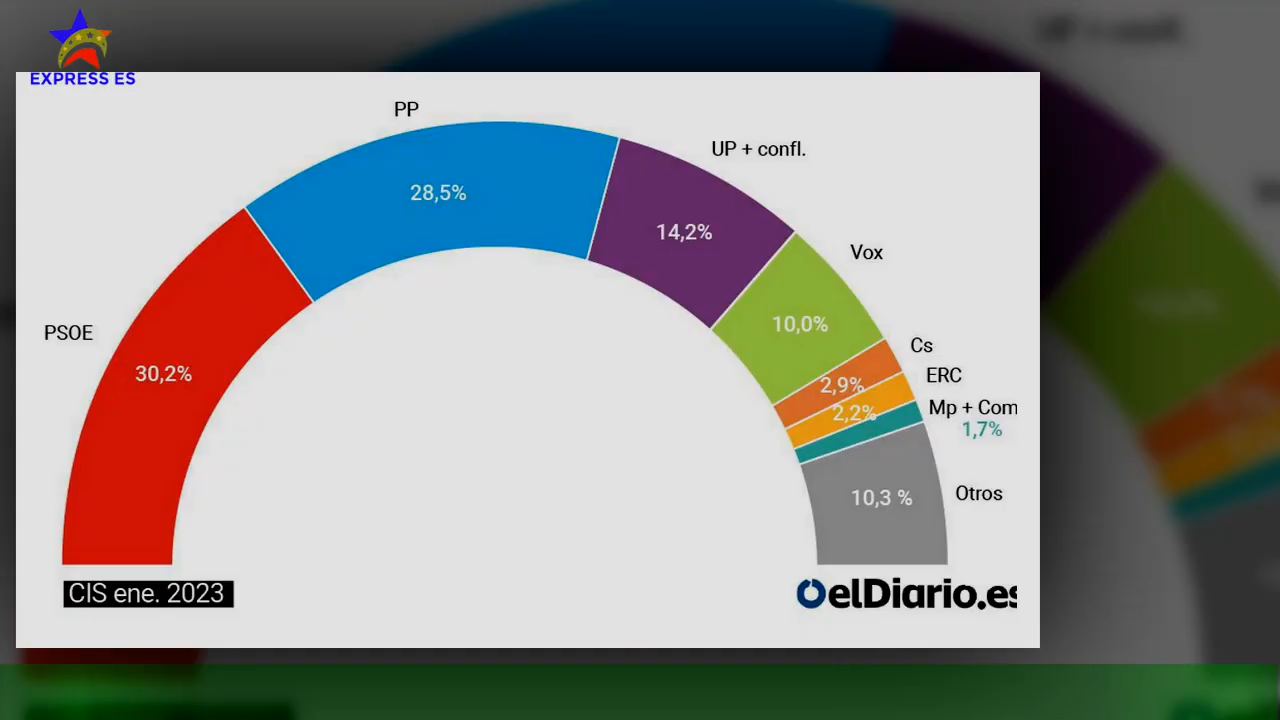 EXPRESS ES
PP
UP + confl.
28,5%
14,2%
Vox
10,0%
PSOE
30,2%
Cs
2,9%
ERC
2,2%
Mp + Com
1,7%
Otros
10,3 %
CIS ene. 2023
elDiario.es